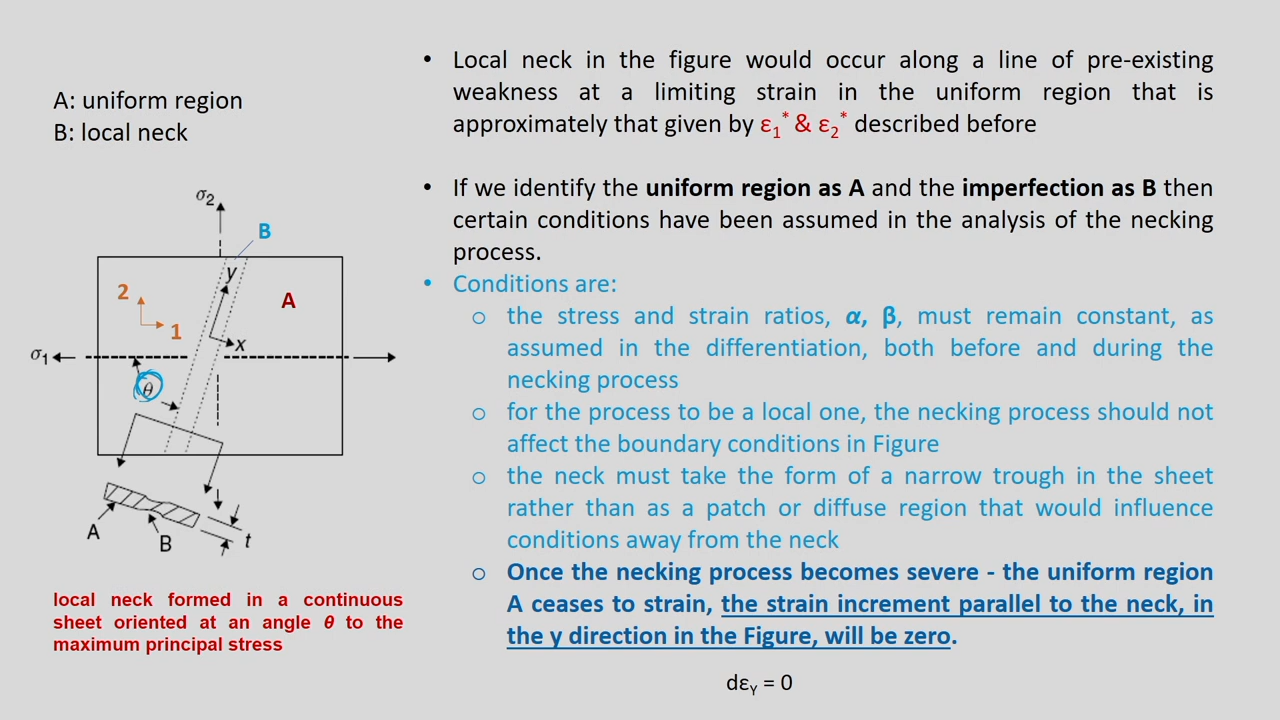 A: uniform region
B: local neck
σ2
B
y
2
A
1
x
σ1
θ
A
B
t
local neck formed in a continuous
sheet oriented at an angle θ to the
maximum principal stress
• Local neck in the figure would occur along a line of pre-existing
weakness at a limiting strain in the uniform region that is
approximately that given by ε₁* & ε₂* described before
• If we identify the uniform region as A and the imperfection as B then
certain conditions have been assumed in the analysis of the necking
process.
• Conditions are:
o the stress and strain ratios, α, β, must remain constant, as
assumed in the differentiation, both before and during the
necking process
o for the process to be a local one, the necking process should not
affect the boundary conditions in Figure
o the neck must take the form of a narrow trough in the sheet
rather than as a patch or diffuse region that would influence
conditions away from the neck
o Once the necking process becomes severe - the uniform region
A ceases to strain, the strain increment parallel to the neck, in
the y direction in the Figure, will be zero.
dεY = 0